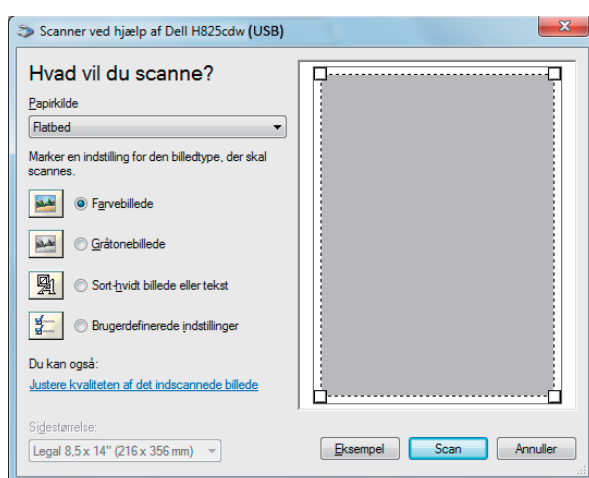 Scanner ved hjælp af Dell H825cdw (USB)
Hvad vil du scanne?
Papirkilde
Flatbed
Marker en indstilling for den billedtype, der skal
scannes.
Farvebillede
Gråtonebillede
Sort-hvidt billede eller tekst
Brugerdefinerede indstillinger
Du kan også:
Justere kvaliteten af det indscannede billede
Sidestørrelse:
Legal 8,5 x 14" (216 x 356 mm)
Eksempel
Scan
Annuller